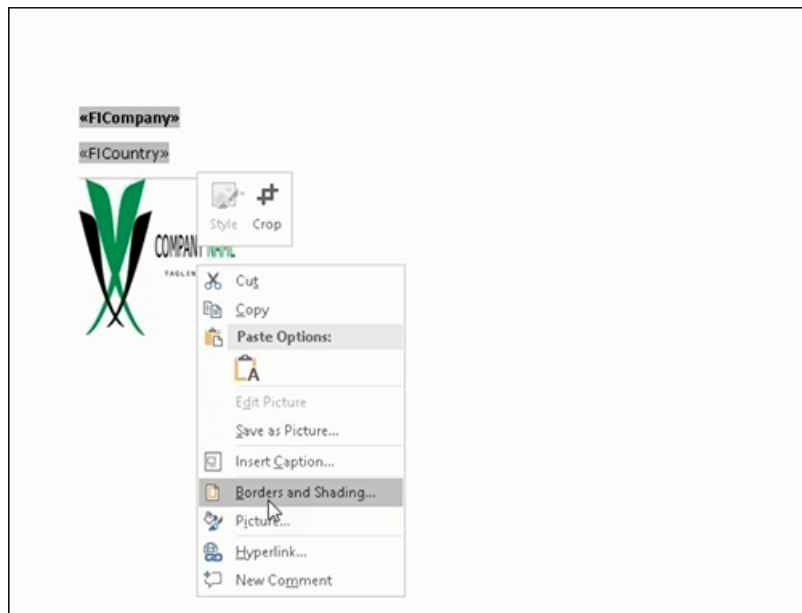 «FICompany»
«FICountry»
Style Crop
COMPANY NAME
TAGLIN
Cut
Copy
Paste Options:
Edit Picture
Save as Picture...
Insert Caption...
Borders and Shading...
Picture...
Hyperlink...
New Comment